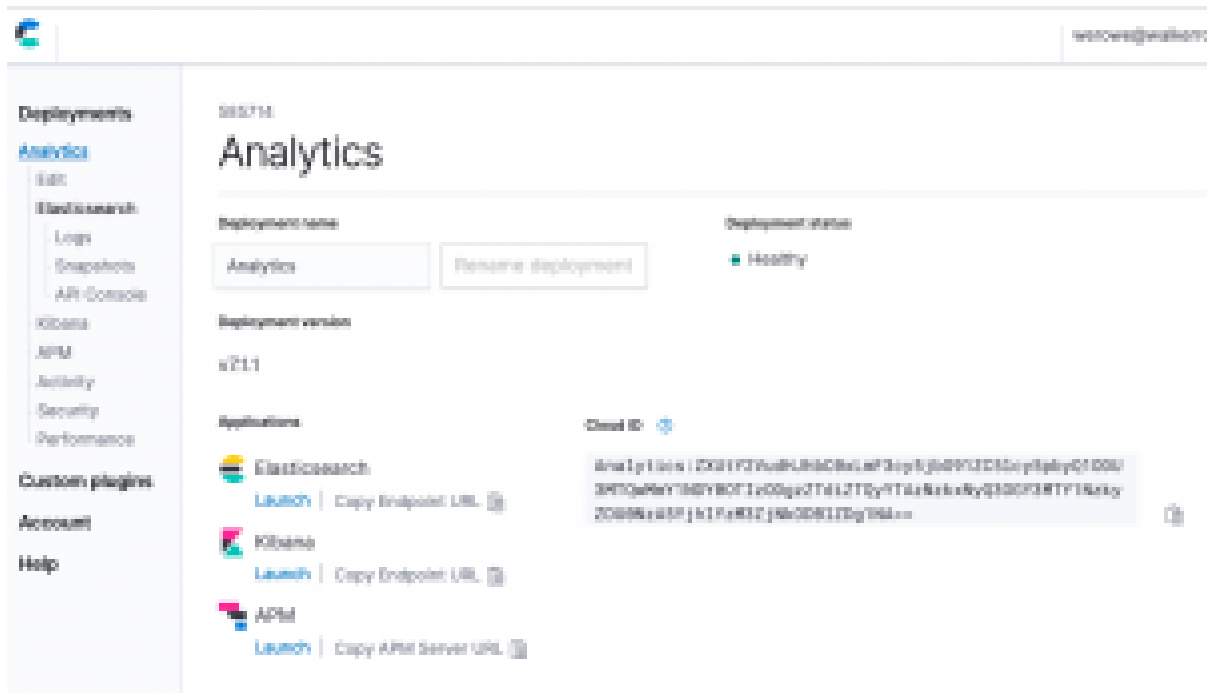 Deployments
Analytics
Edit
Elasticsearch
Logs
Snapshots
API Console
Kibana
APM
Activity
Security
Performance
Custom plugins
Account
Help
Analytics
Deployment name
Analytics
Rename deployment
Deployment status
Healthy
Deployment version
Applications
Cloud ID
Elasticsearch
Launch | Copy Endpoint URL
Kibana
Launch | Copy Endpoint URL
APM
Launch | Copy APM Server URL